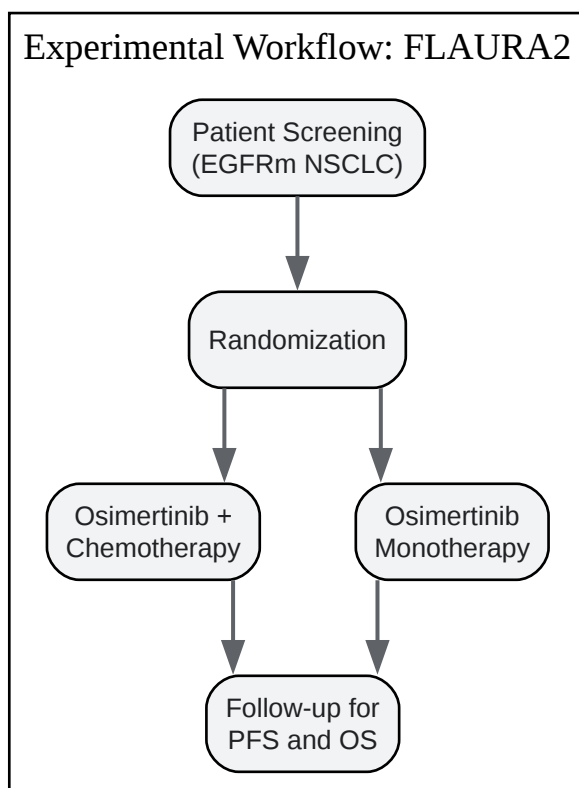 Experimental Workflow: FLAURA2
Patient Screening
(EGFRm NSCLC)
Randomization
Osimertinib +
Chemotherapy
Osimertinib
Monotherapy
Follow-up for
PFS and OS